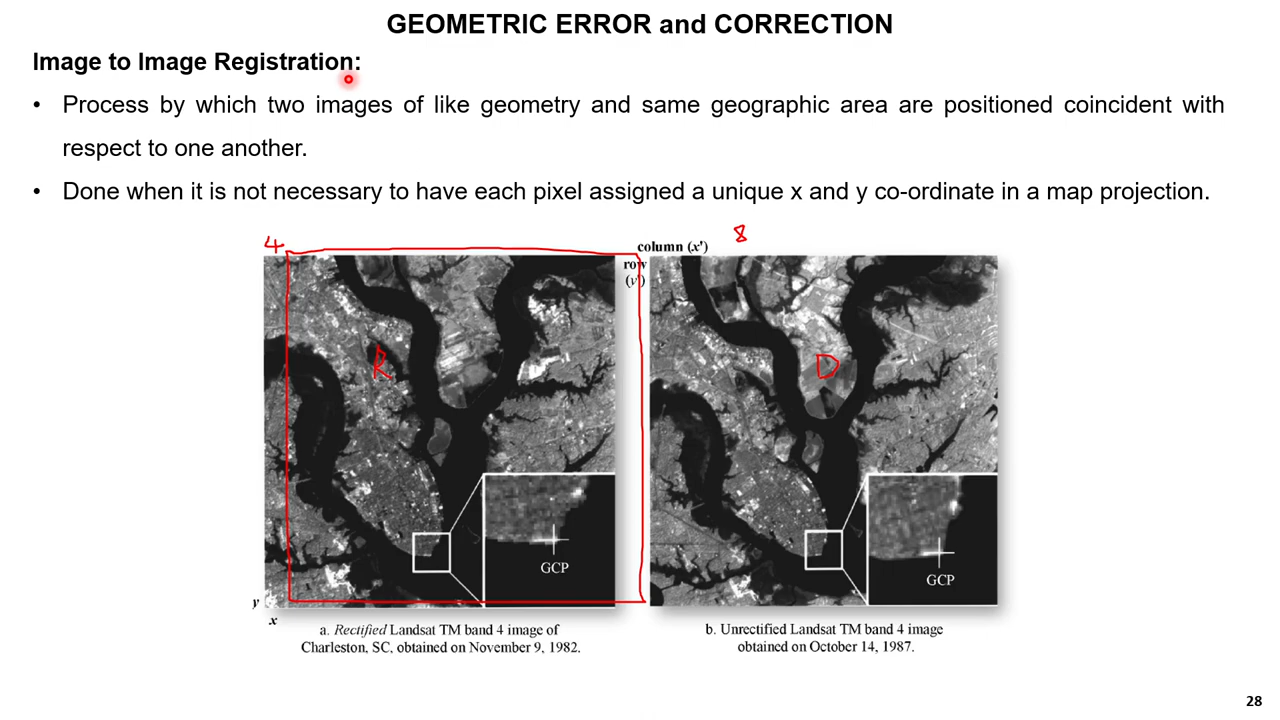 GEOMETRIC ERROR and CORRECTION
Image to Image Registration:
• Process by which two images of like geometry and same geographic area are positioned coincident with
respect to one another.
• Done when it is not necessary to have each pixel assigned a unique x and y co-ordinate in a map projection.
4
8
column (x')
row
(y')
R
D
GCP
GCP
y
x
a. Rectified Landsat TM band 4 image of
Charleston, SC, obtained on November 9, 1982.
b. Unrectified Landsat TM band 4 image
obtained on October 14, 1987.
28